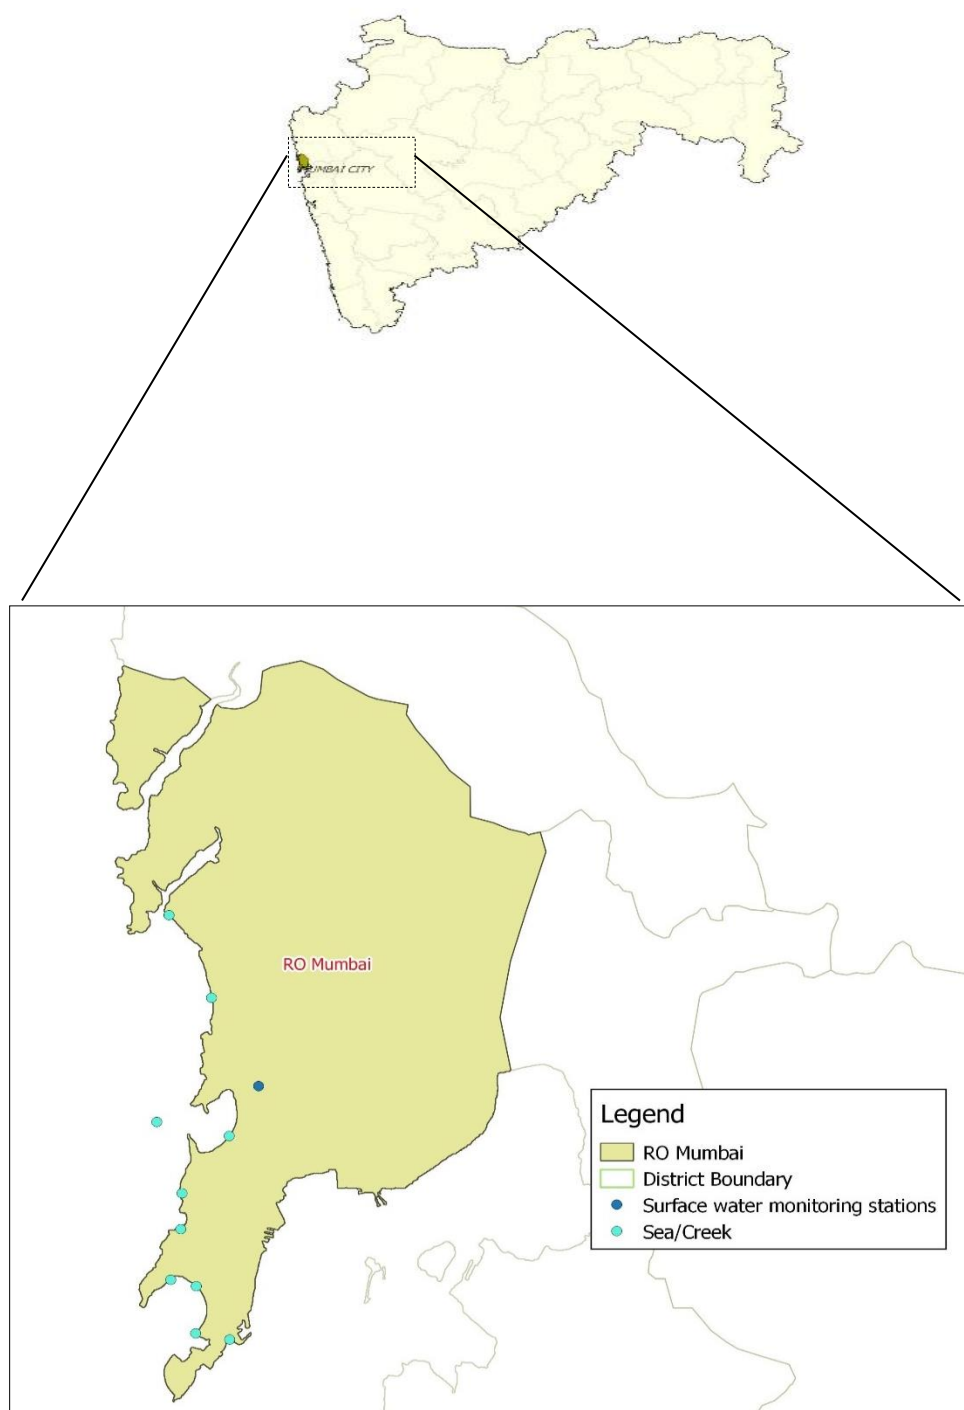 MUMBAI CITY
RO Mumbai
Legend
RO Mumbai
District Boundary
Surface water monitoring stations
Sea/Creek